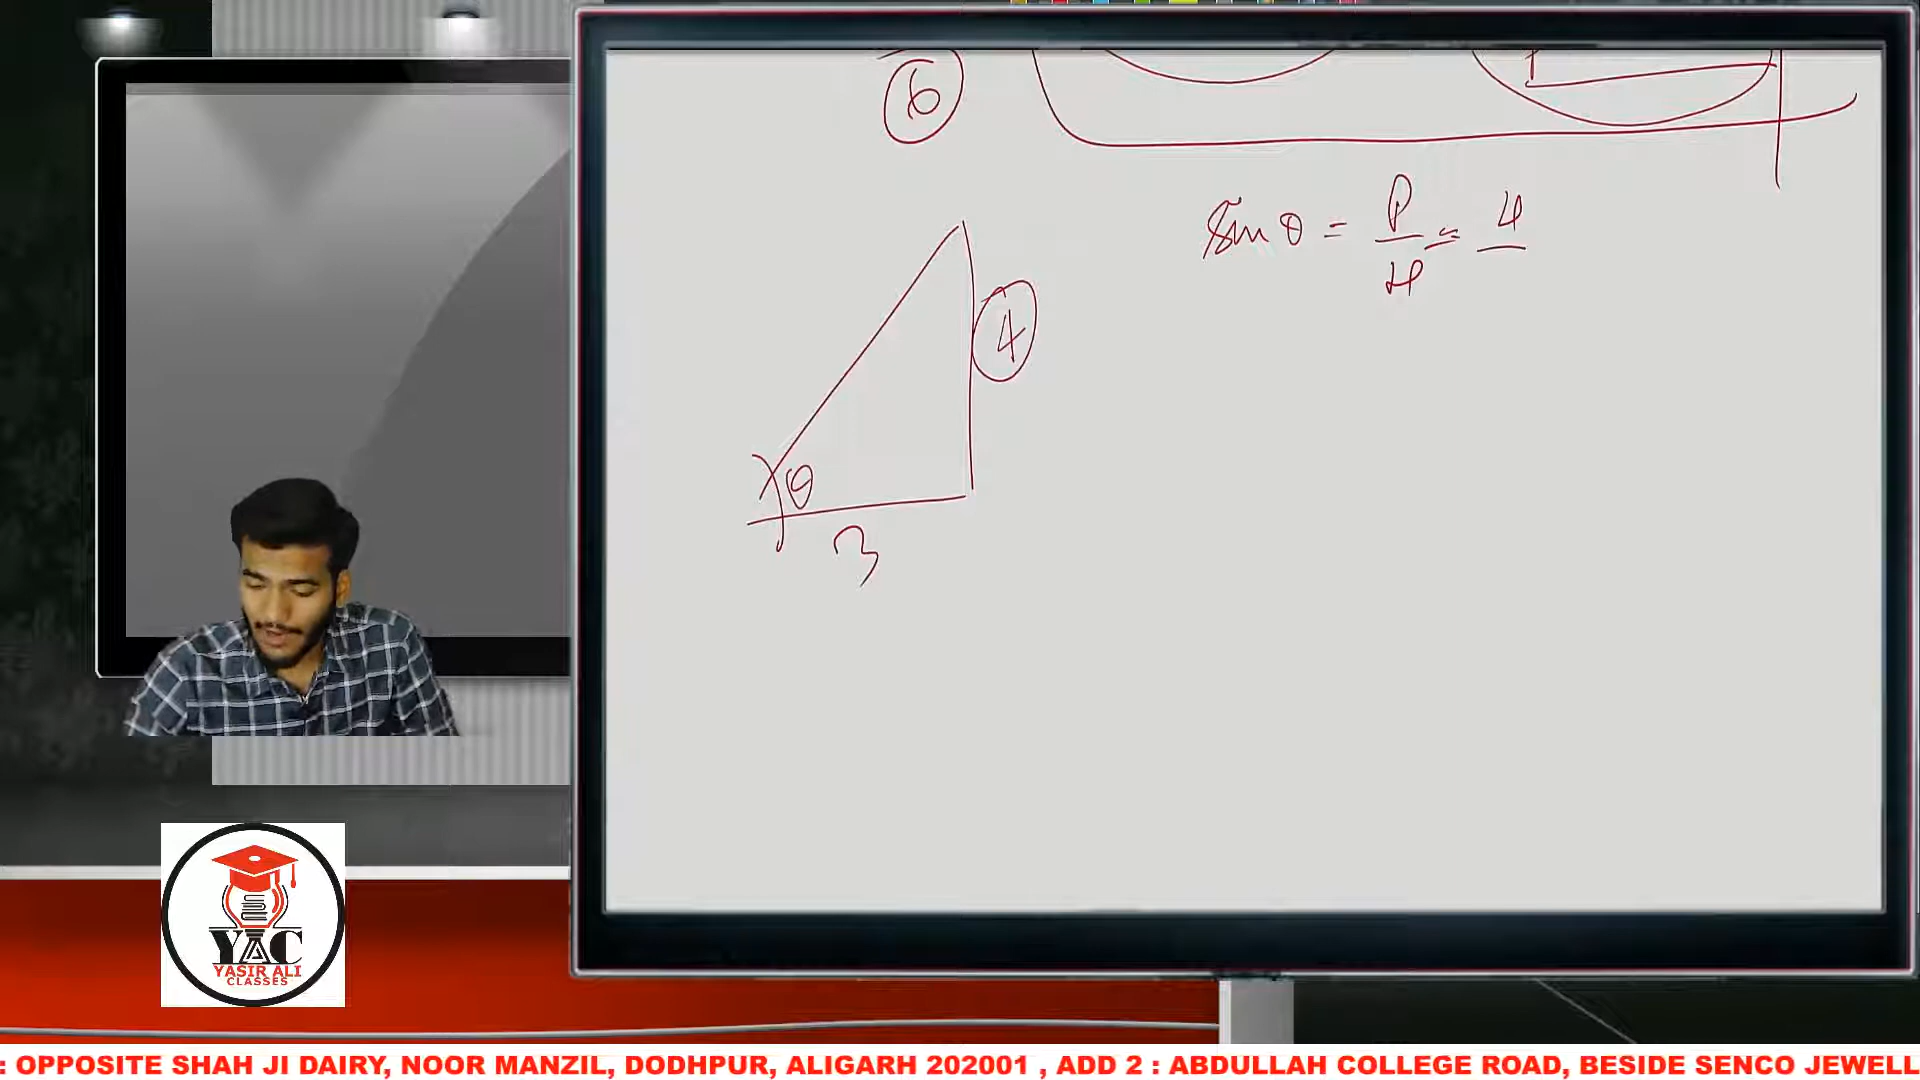 6
sin θ = P/H = 4/
4
θ
3
YAC
YASIR ALI
CLASSES
: OPPOSITE SHAH JI DAIRY, NOOR MANZIL, DODHPUR, ALIGARH 202001 , ADD 2 : ABDULLAH COLLEGE ROAD, BESIDE SENCO JEWELL